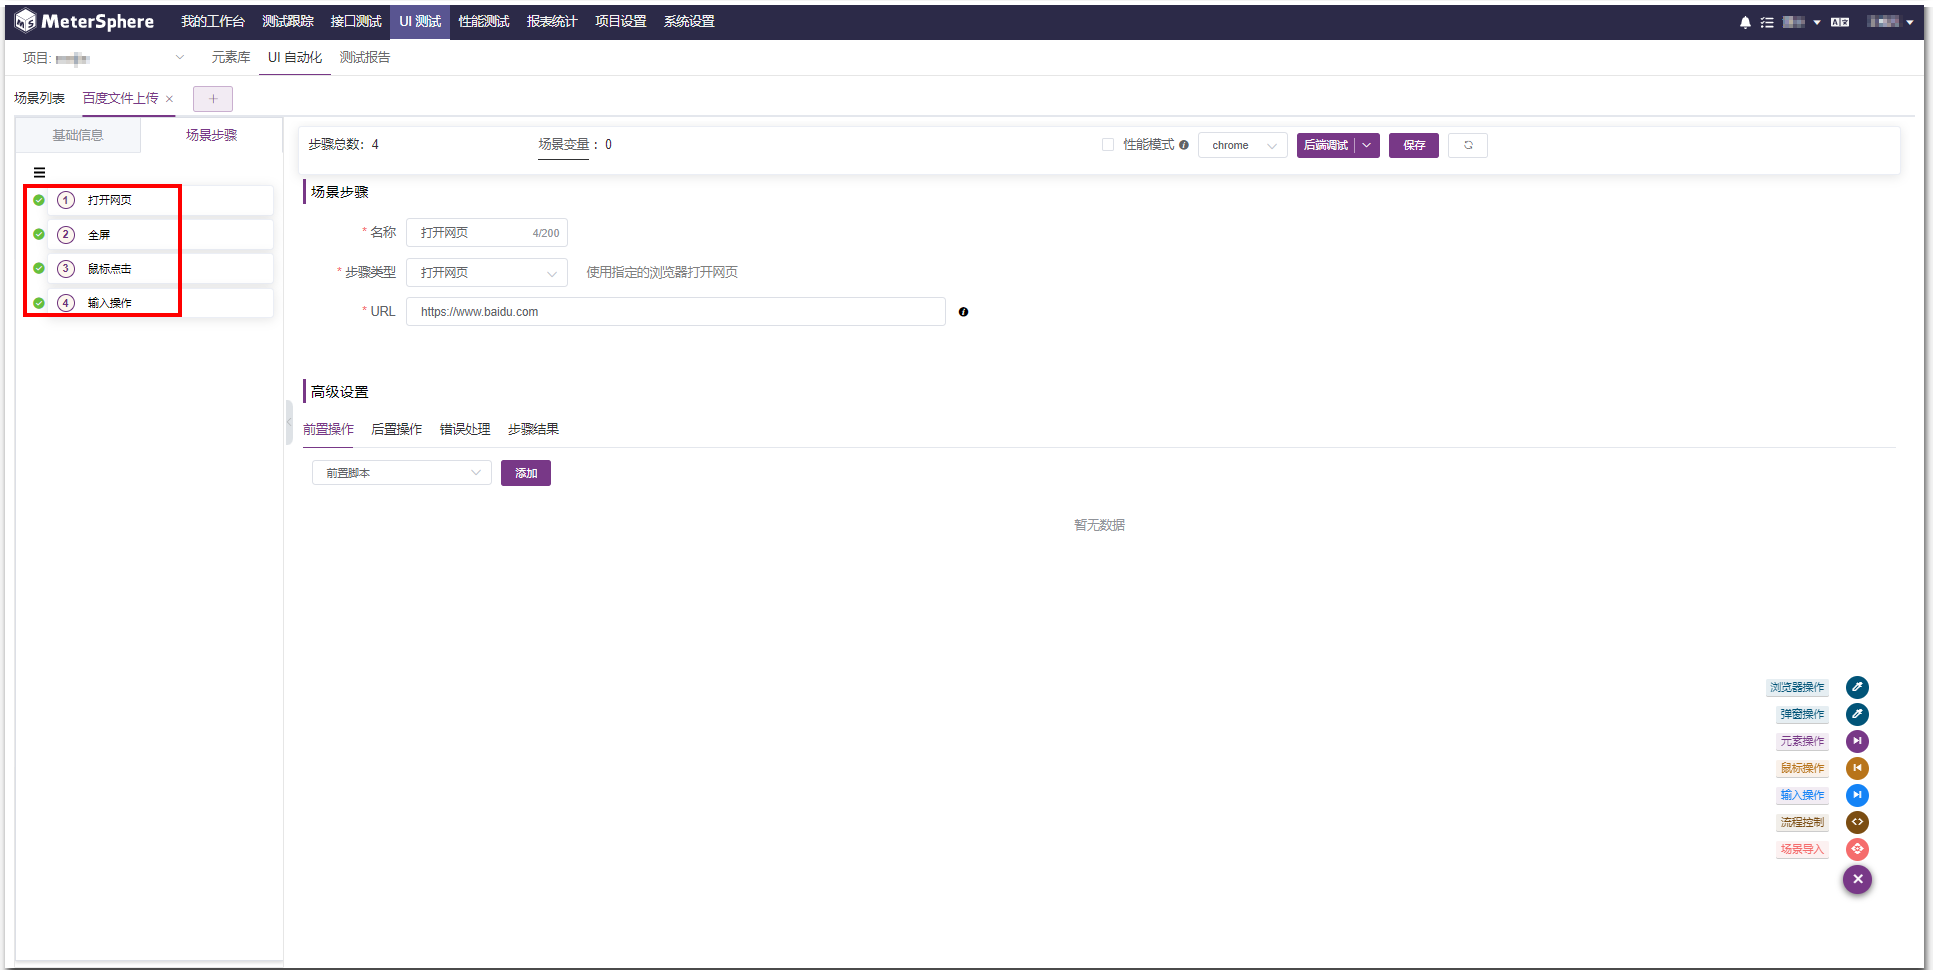 MeterSphere 我的工作台 测试跟踪 接口测试 UI 测试 性能测试 报表统计 项目设置 系统设置
项目: 元素库 UI 自动化 测试报告
场景列表 百度文件上传 × +
基础信息 场景步骤
步骤总数: 4 场景变量 : 0 性能模式 chrome 后端调试 保存
场景步骤
1 打开网页
2 全屏
3 鼠标点击
4 输入操作
* 名称 打开网页 4/200
* 步骤类型 打开网页 使用指定的浏览器打开网页
* URL https://www.baidu.com
高级设置
前置操作 后置操作 错误处理 步骤结果
前置脚本 添加
暂无数据
浏览器操作
弹窗操作
元素操作
鼠标操作
输入操作
流程控制
场景导入